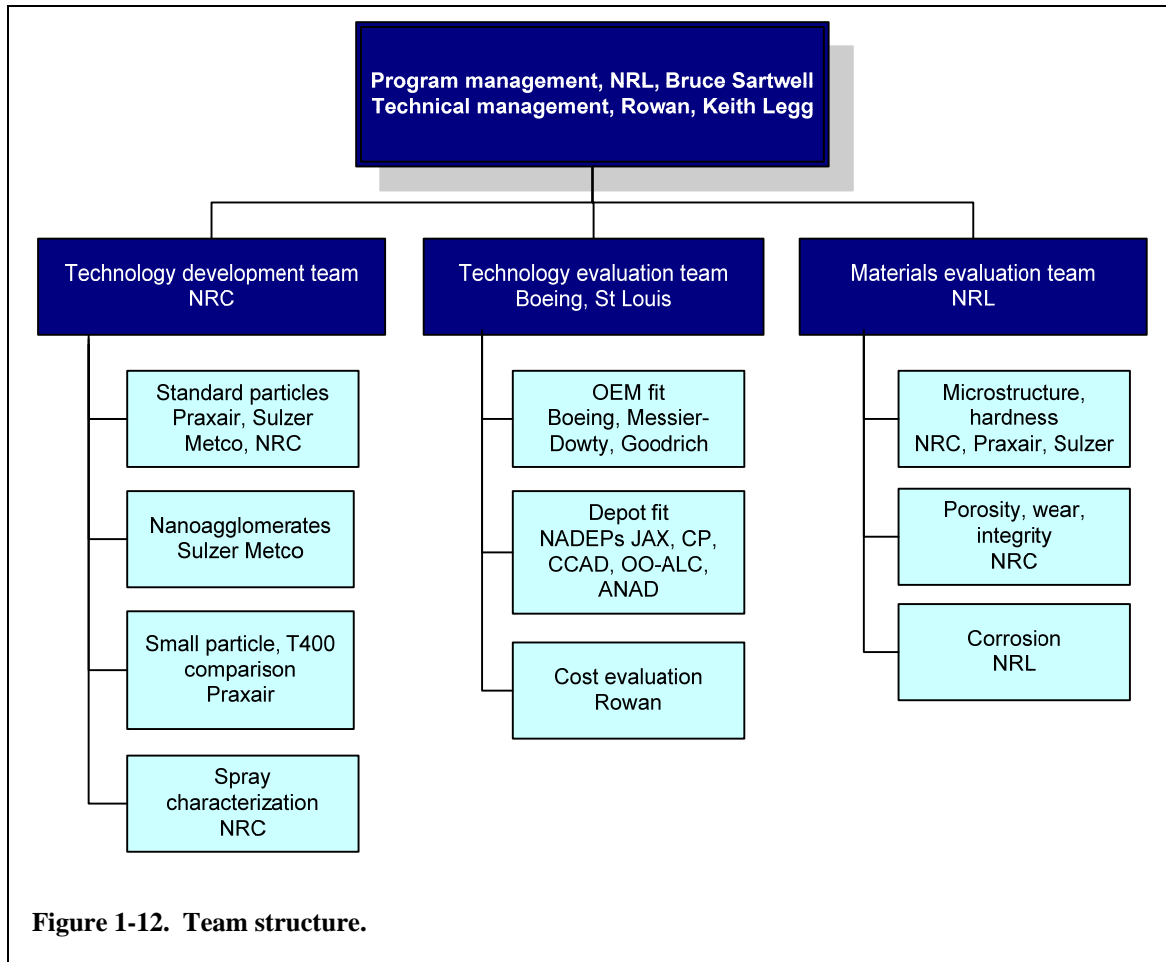 Program management, NRL, Bruce Sartwell
Technical management, Rowan, Keith Legg
Technology development team
NRC
Technology evaluation team
Boeing, St Louis
Materials evaluation team
NRL
Standard particles
Praxair, Sulzer
Metco, NRC
Nanoagglomerates
Sulzer Metco
Small particle, T400
comparison
Praxair
Spray
characterization
NRC
OEM fit
Boeing, Messier-
Dowty, Goodrich
Depot fit
NADEPs JAX, CP,
CCAD, OO-ALC,
ANAD
Cost evaluation
Rowan
Microstructure,
hardness
NRC, Praxair, Sulzer
Porosity, wear,
integrity
NRC
Corrosion
NRL
Figure 1-12. Team structure.